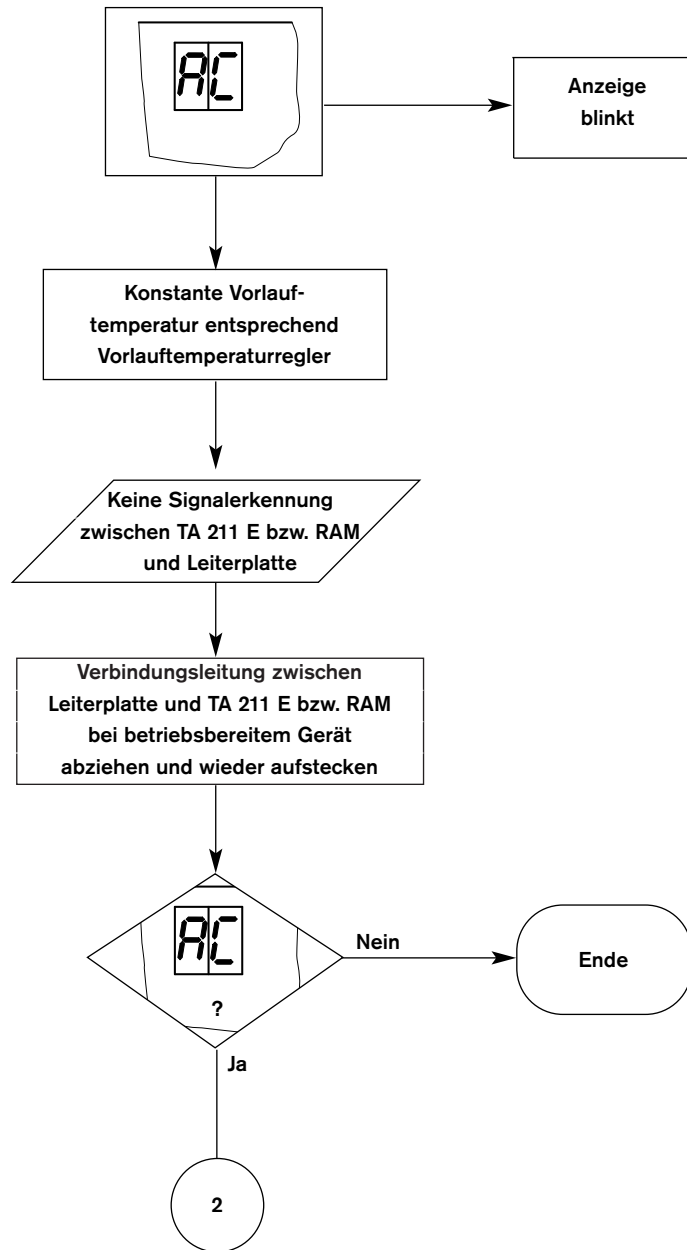 AC
Anzeige
blinkt
Konstante Vorlauf-
temperatur entsprechend
Vorlauftemperaturregler
Keine Signalerkennung
zwischen TA 211 E bzw. RAM
und Leiterplatte
Verbindungsleitung zwischen
Leiterplatte und TA 211 E bzw. RAM
bei betriebsbereitem Gerät
abziehen und wieder aufstecken
AC
?
Nein
Ende
Ja
2